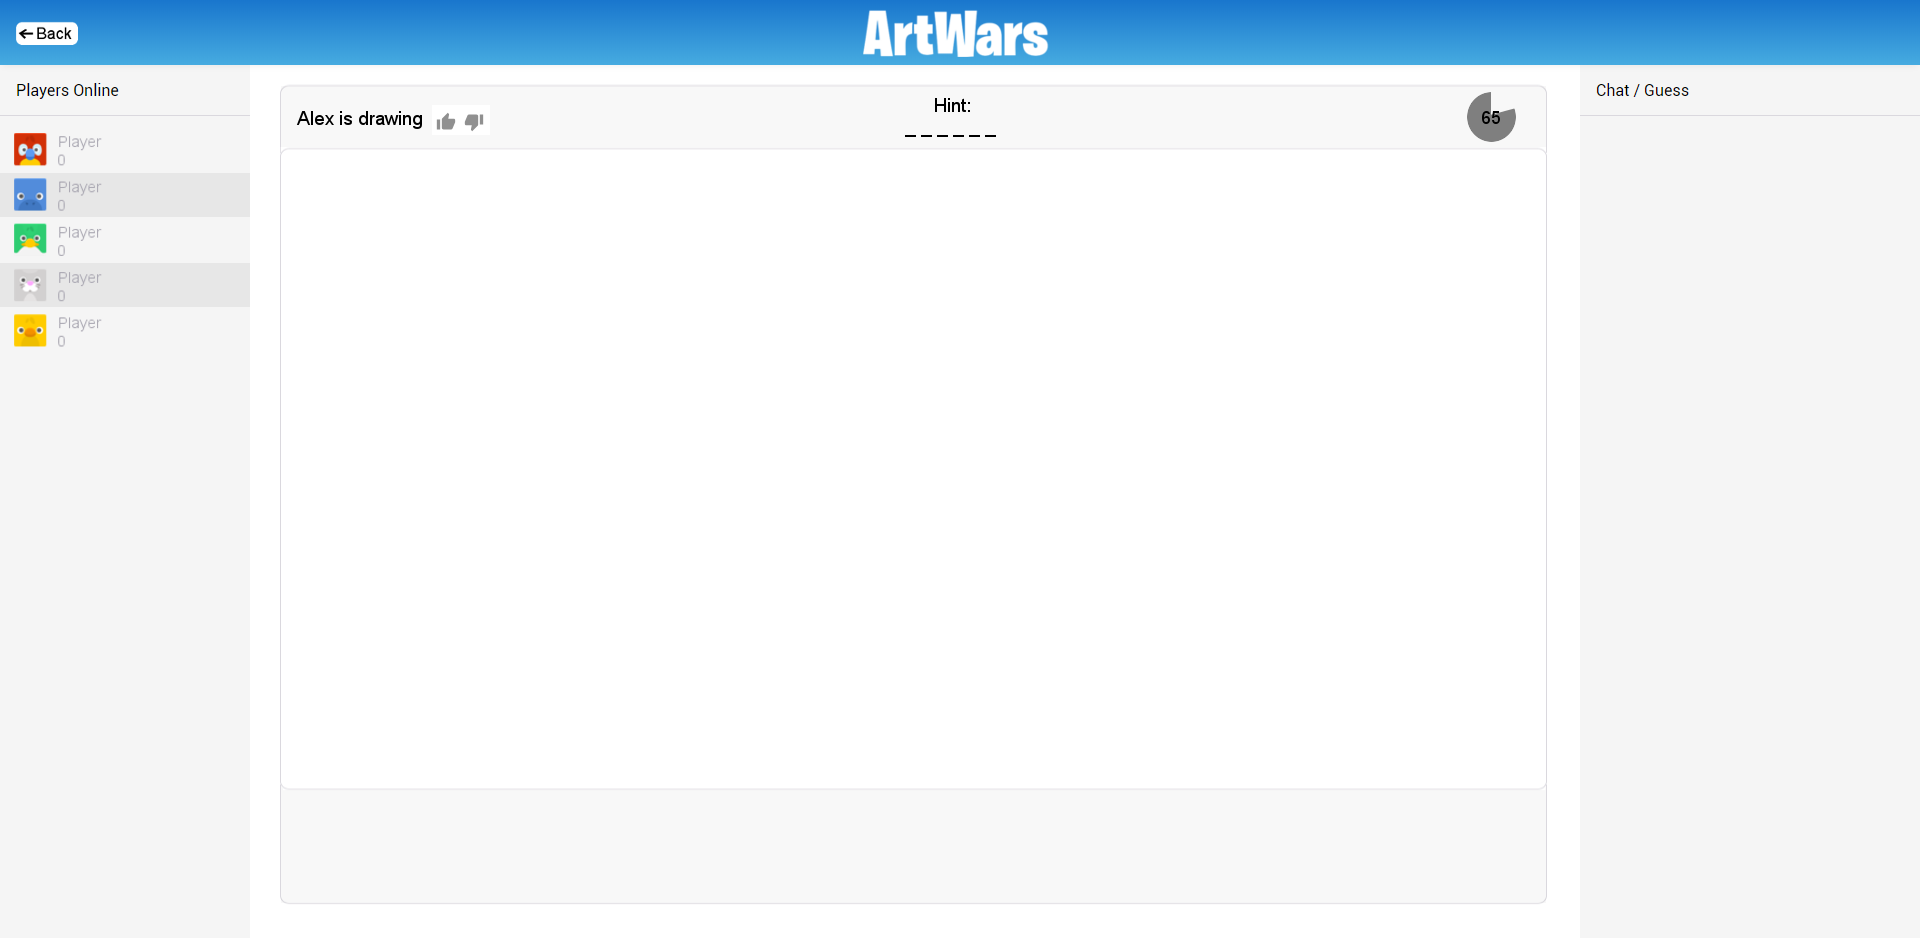 Back
ArtWars
Players Online
Player
0
Player
0
Player
0
Player
0
Player
0
Alex is drawing
Hint:
_ _ _ _ _ _
65
Chat / Guess